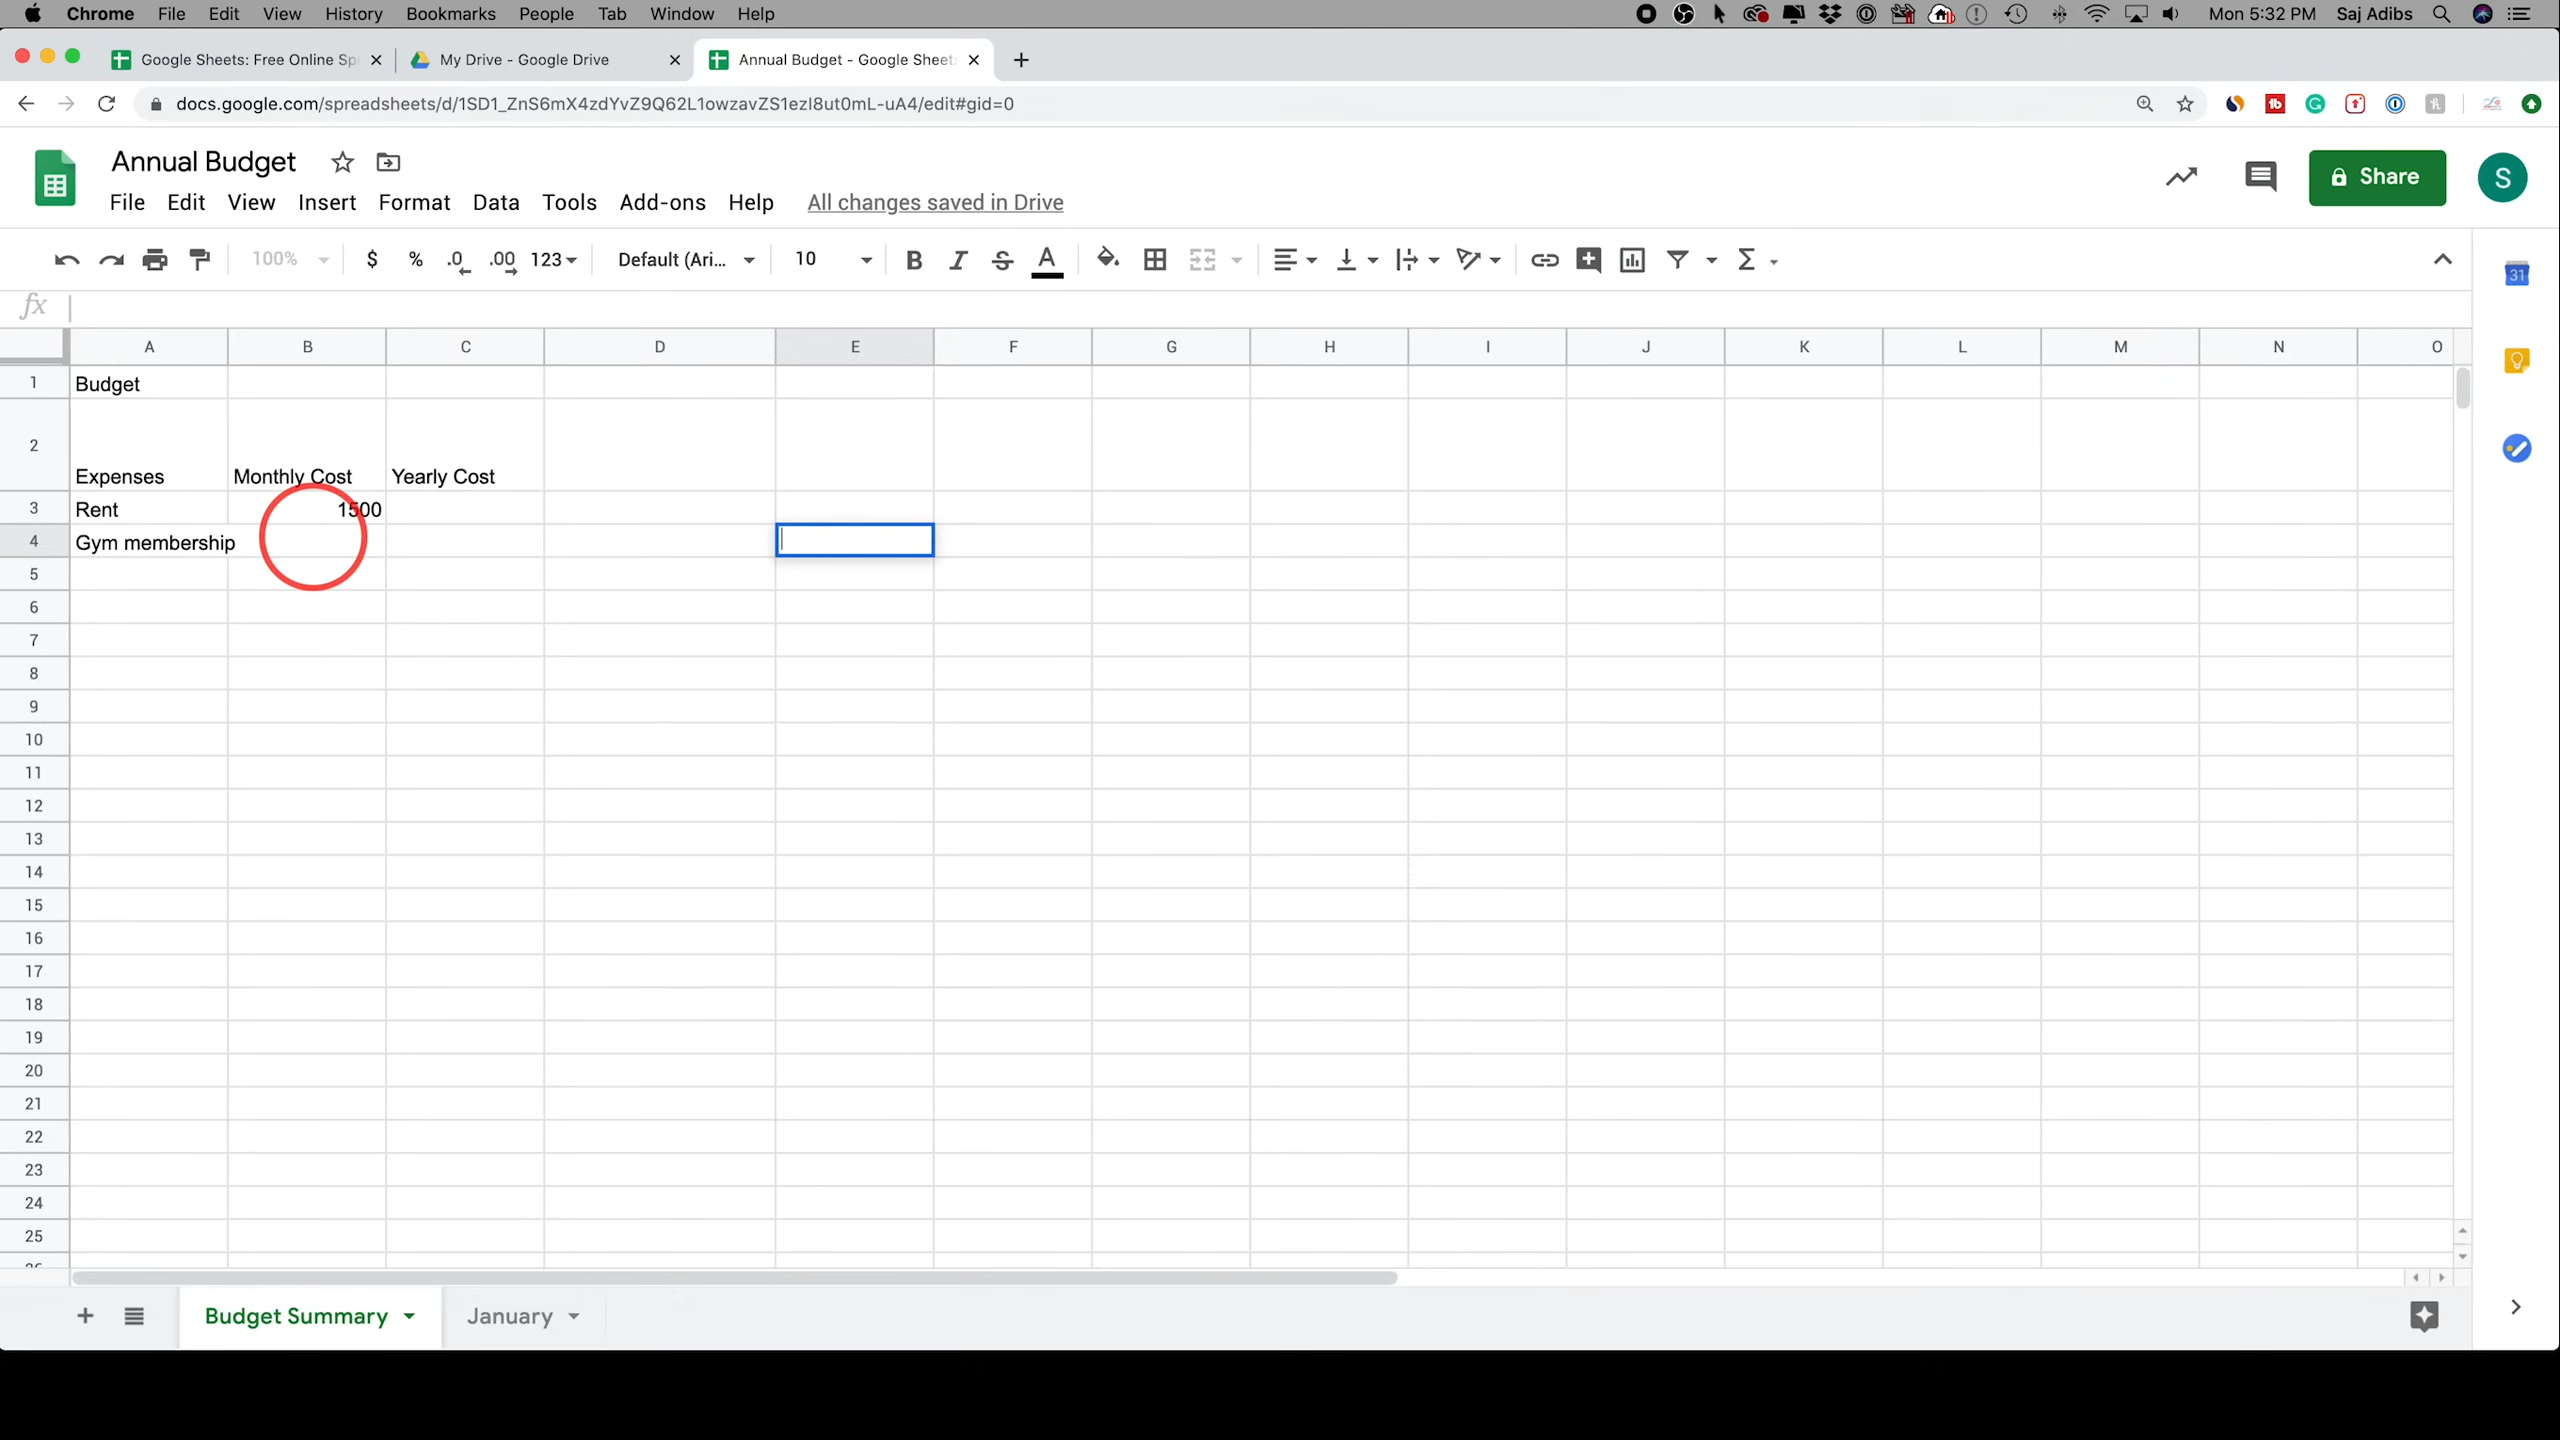 Chrome File Edit View History Bookmarks People Tab Window Help Mon 5:32 PM Saj Adibs
Google Sheets: Free Online Sp My Drive - Google Drive Annual Budget - Google Sheets
docs.google.com/spreadsheets/d/1SD1_ZnS6mX4zdYvZ9Q62L1owzavZS1ezI8ut0mL-uA4/edit#gid=0
Annual Budget
Share
S
File Edit View Insert Format Data Tools Add-ons Help All changes saved in Drive
100% $ % .0 .00 123 Default (Ari... 10 B I S A Σ
31
fx
A B C D E F G H I J K L M N O
1 Budget
2 Expenses Monthly Cost Yearly Cost
3 Rent 1500
4 Gym membership
5
6
7
8
9
10
11
12
13
14
15
16
17
18
19
20
21
22
23
24
25
26
Budget Summary January